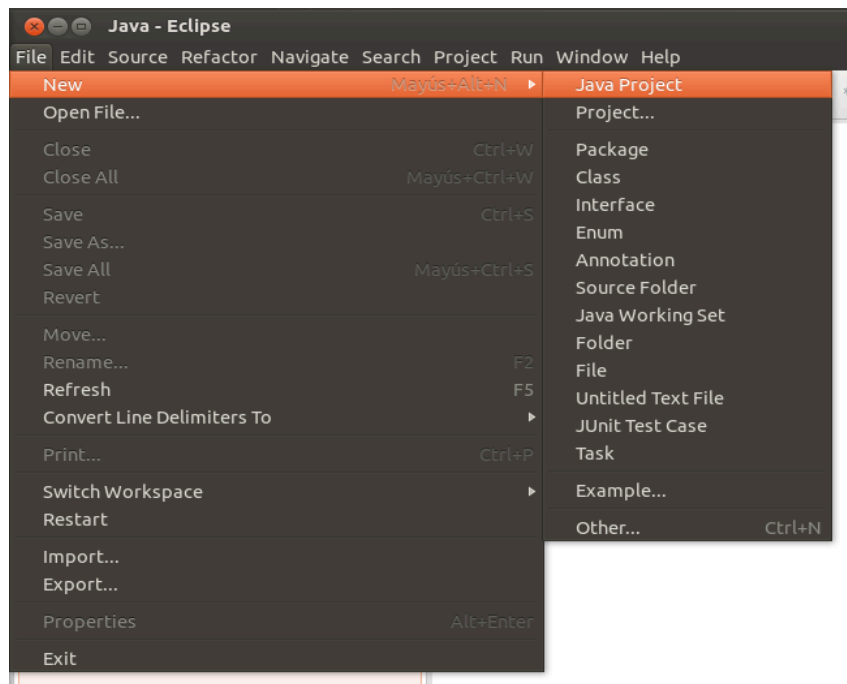 Java - Eclipse
File Edit Source Refactor Navigate Search Project Run Window Help
New Mayús+Alt+N
Open File...
Close Ctrl+W
Close All Mayús+Ctrl+W
Save Ctrl+S
Save As...
Save All Mayús+Ctrl+S
Revert
Move...
Rename... F2
Refresh F5
Convert Line Delimiters To
Print... Ctrl+P
Switch Workspace
Restart
Import...
Export...
Properties Alt+Enter
Exit
Java Project
Project...
Package
Class
Interface
Enum
Annotation
Source Folder
Java Working Set
Folder
File
Untitled Text File
JUnit Test Case
Task
Example...
Other... Ctrl+N